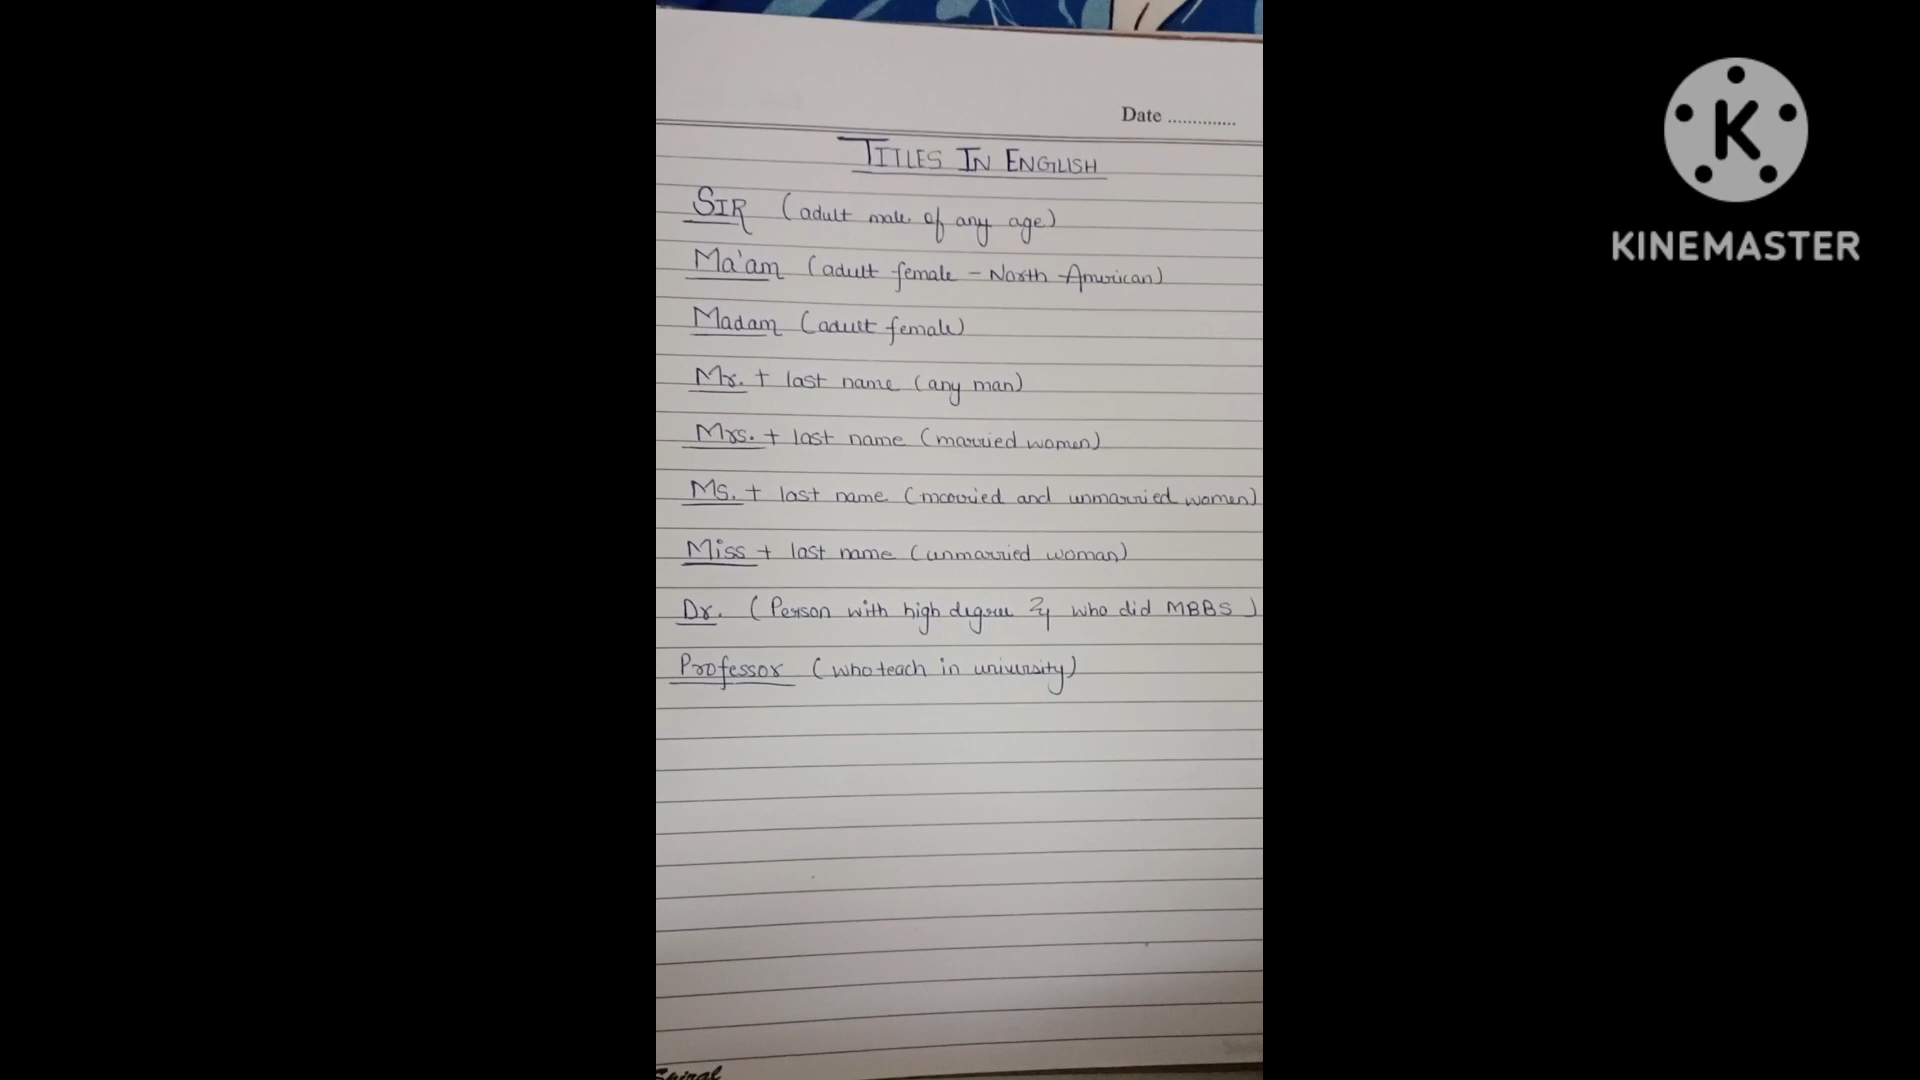 Date ..............
TITLES IN ENGLISH
SIR (adult male of any age)
Ma'am (adult female - North American)
Madam (adult female)
Mr. + last name (any man)
Mrs. + last name (married women)
Ms. + last name (married and unmarried women)
Miss + last name (unmarried woman)
Dr. (Person with high degree & who did MBBS)
Professor (who teach in university)
Spiral
K
KINEMASTER